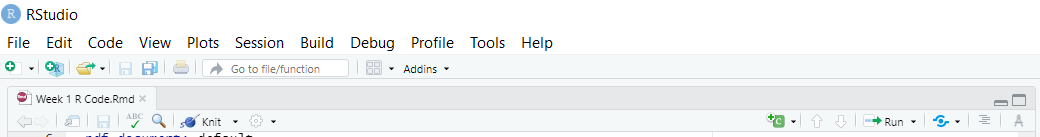 RStudio
File Edit Code View Plots Session Build Debug Profile Tools Help
Go to file/function Addins
Week 1 R Code.Rmd
ABC Knit Run